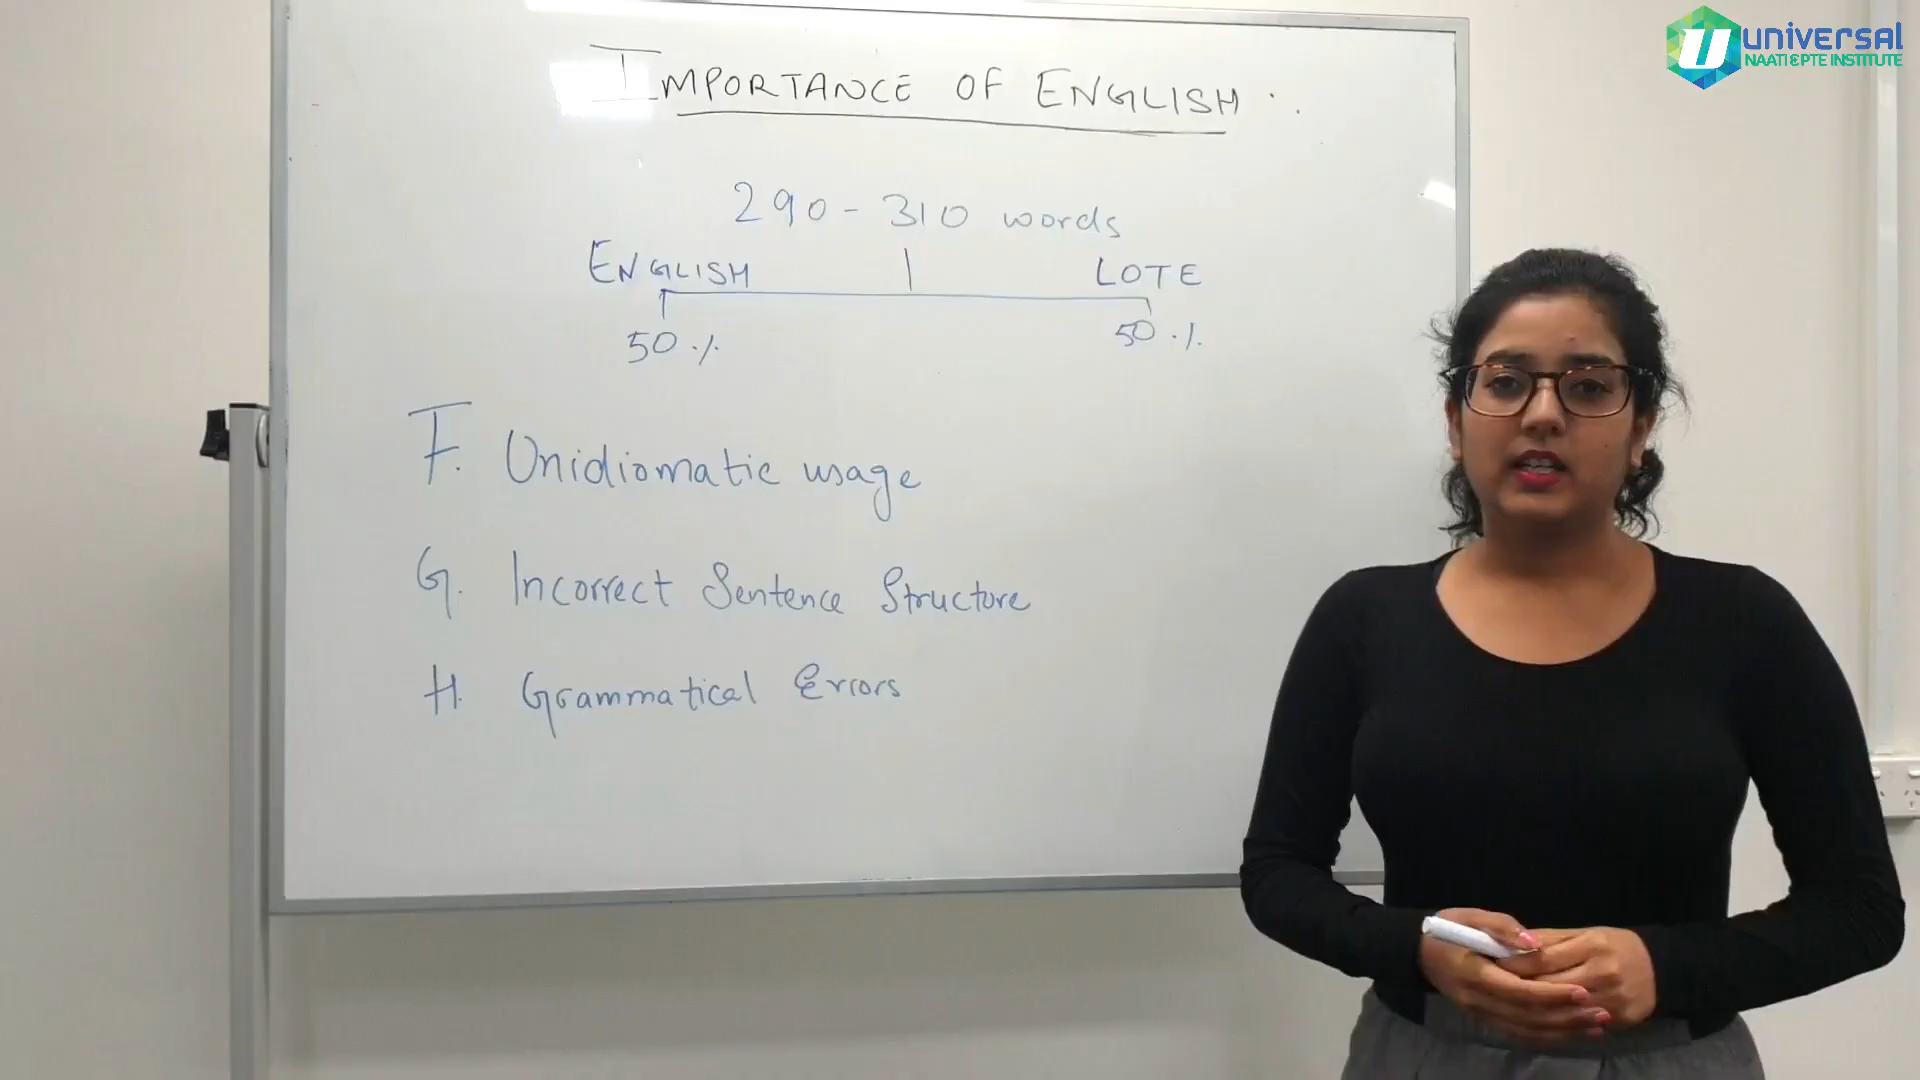 universal
NAATI & PTE INSTITUTE
IMPORTANCE OF ENGLISH
290 - 310 words
ENGLISH LOTE
50 % 50 %
F. Unidiomatic usage
G. Incorrect Sentence Structure
H. Grammatical Errors